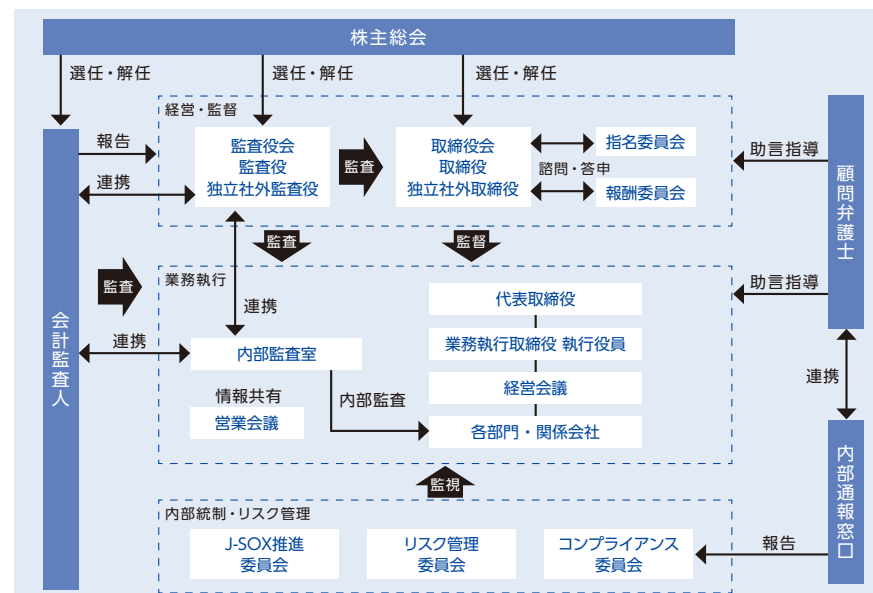 株主総会
選任・解任
選任・解任
選任・解任
経営・監督
報告
連携
監査役会
監査役
独立社外監査役
監査
取締役会
取締役
独立社外取締役
指名委員会
諮問・答申
報酬委員会
助言指導
顧問弁護士
監査
監督
監査
業務執行
連携
代表取締役
助言指導
会計監査人
連携
内部監査室
業務執行取締役 執行役員
経営会議
情報共有
営業会議
内部監査
各部門・関係会社
連携
監視
内部通報窓口
内部統制・リスク管理
J-SOX推進
委員会
リスク管理
委員会
コンプライアンス
委員会
報告